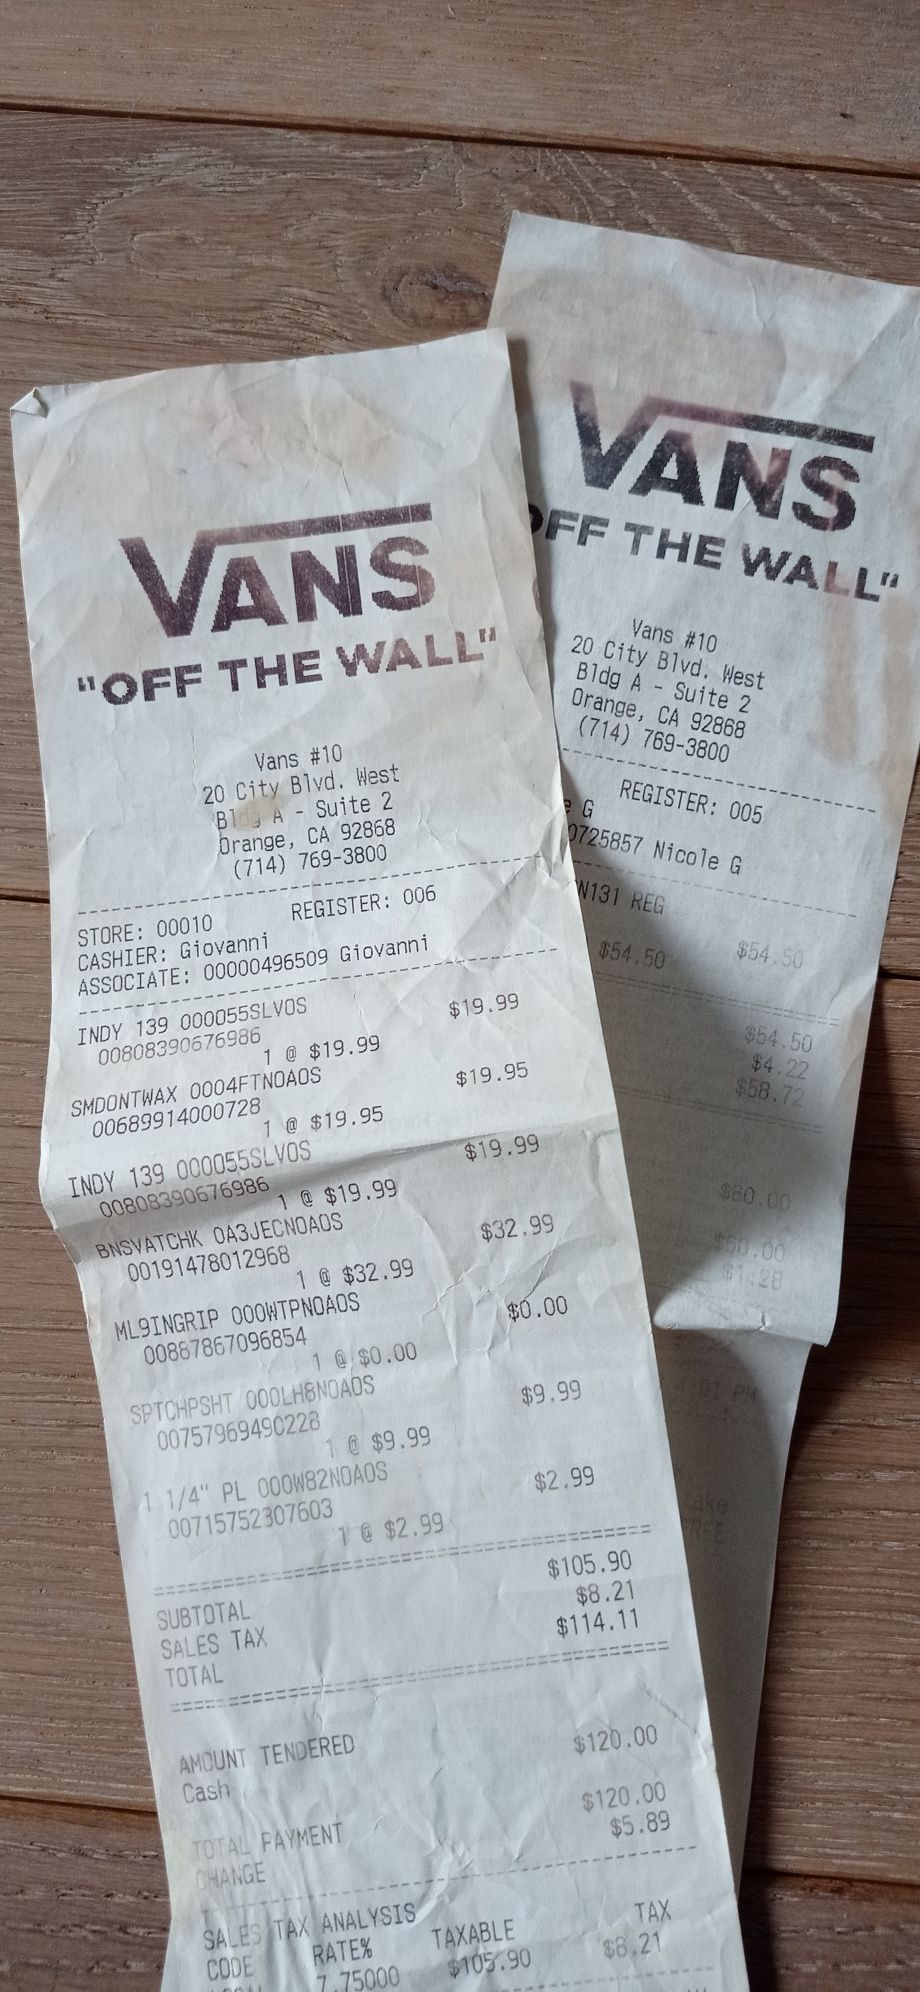 VANS
"OFF THE WALL"
Vans #10
20 City Blvd. West
Bldg A - Suite 2
Orange, CA 92868
(714) 769-3800
STORE: 00010 REGISTER: 006
CASHIER: Giovanni
ASSOCIATE: 00000496509 Giovanni
INDY 139 000055SLVOS $19.99
00808390676986
1 @ $19.99
SMDONTWAX 0004FTNOAOS $19.95
00689914000728
1 @ $19.95
INDY 139 000055SLVOS $19.99
00808390676986
1 @ $19.99
BNSVATCHK 0A3JECNOAOS $32.99
00191478012968
1 @ $32.99
ML9INGRIP 000WTPNOAOS $0.00
00887867096854
1 @ $0.00
SPTCHPSHT 000LH8NOAOS $9.99
00757969490228
1 @ $9.99
1 1/4" PL 000W82NOAOS $2.99
00715752307603
1 @ $2.99
SUBTOTAL $105.90
SALES TAX $8.21
TOTAL $114.11
AMOUNT TENDERED
Cash $120.00
TOTAL PAYMENT $120.00
CHANGE $5.89
SALES TAX ANALYSIS
CODE RATE% TAXABLE TAX
7.75000 $105.90 $8.21
VANS
OFF THE WALL"
Vans #10
20 City Blvd. West
Bldg A - Suite 2
Orange, CA 92868
(714) 769-3800
REGISTER: 005
e G
0725857 Nicole G
N131 REG
$54.50 $54.50
$54.50
$4.22
$58.72
$60.00
$60.00
$1.28